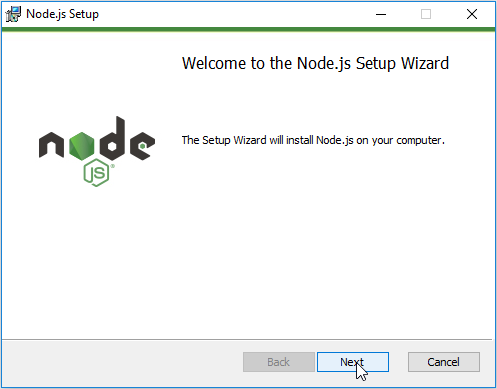 Node.js Setup
Welcome to the Node.js Setup Wizard
The Setup Wizard will install Node.js on your computer.
node
JS®
Back
Next
Cancel